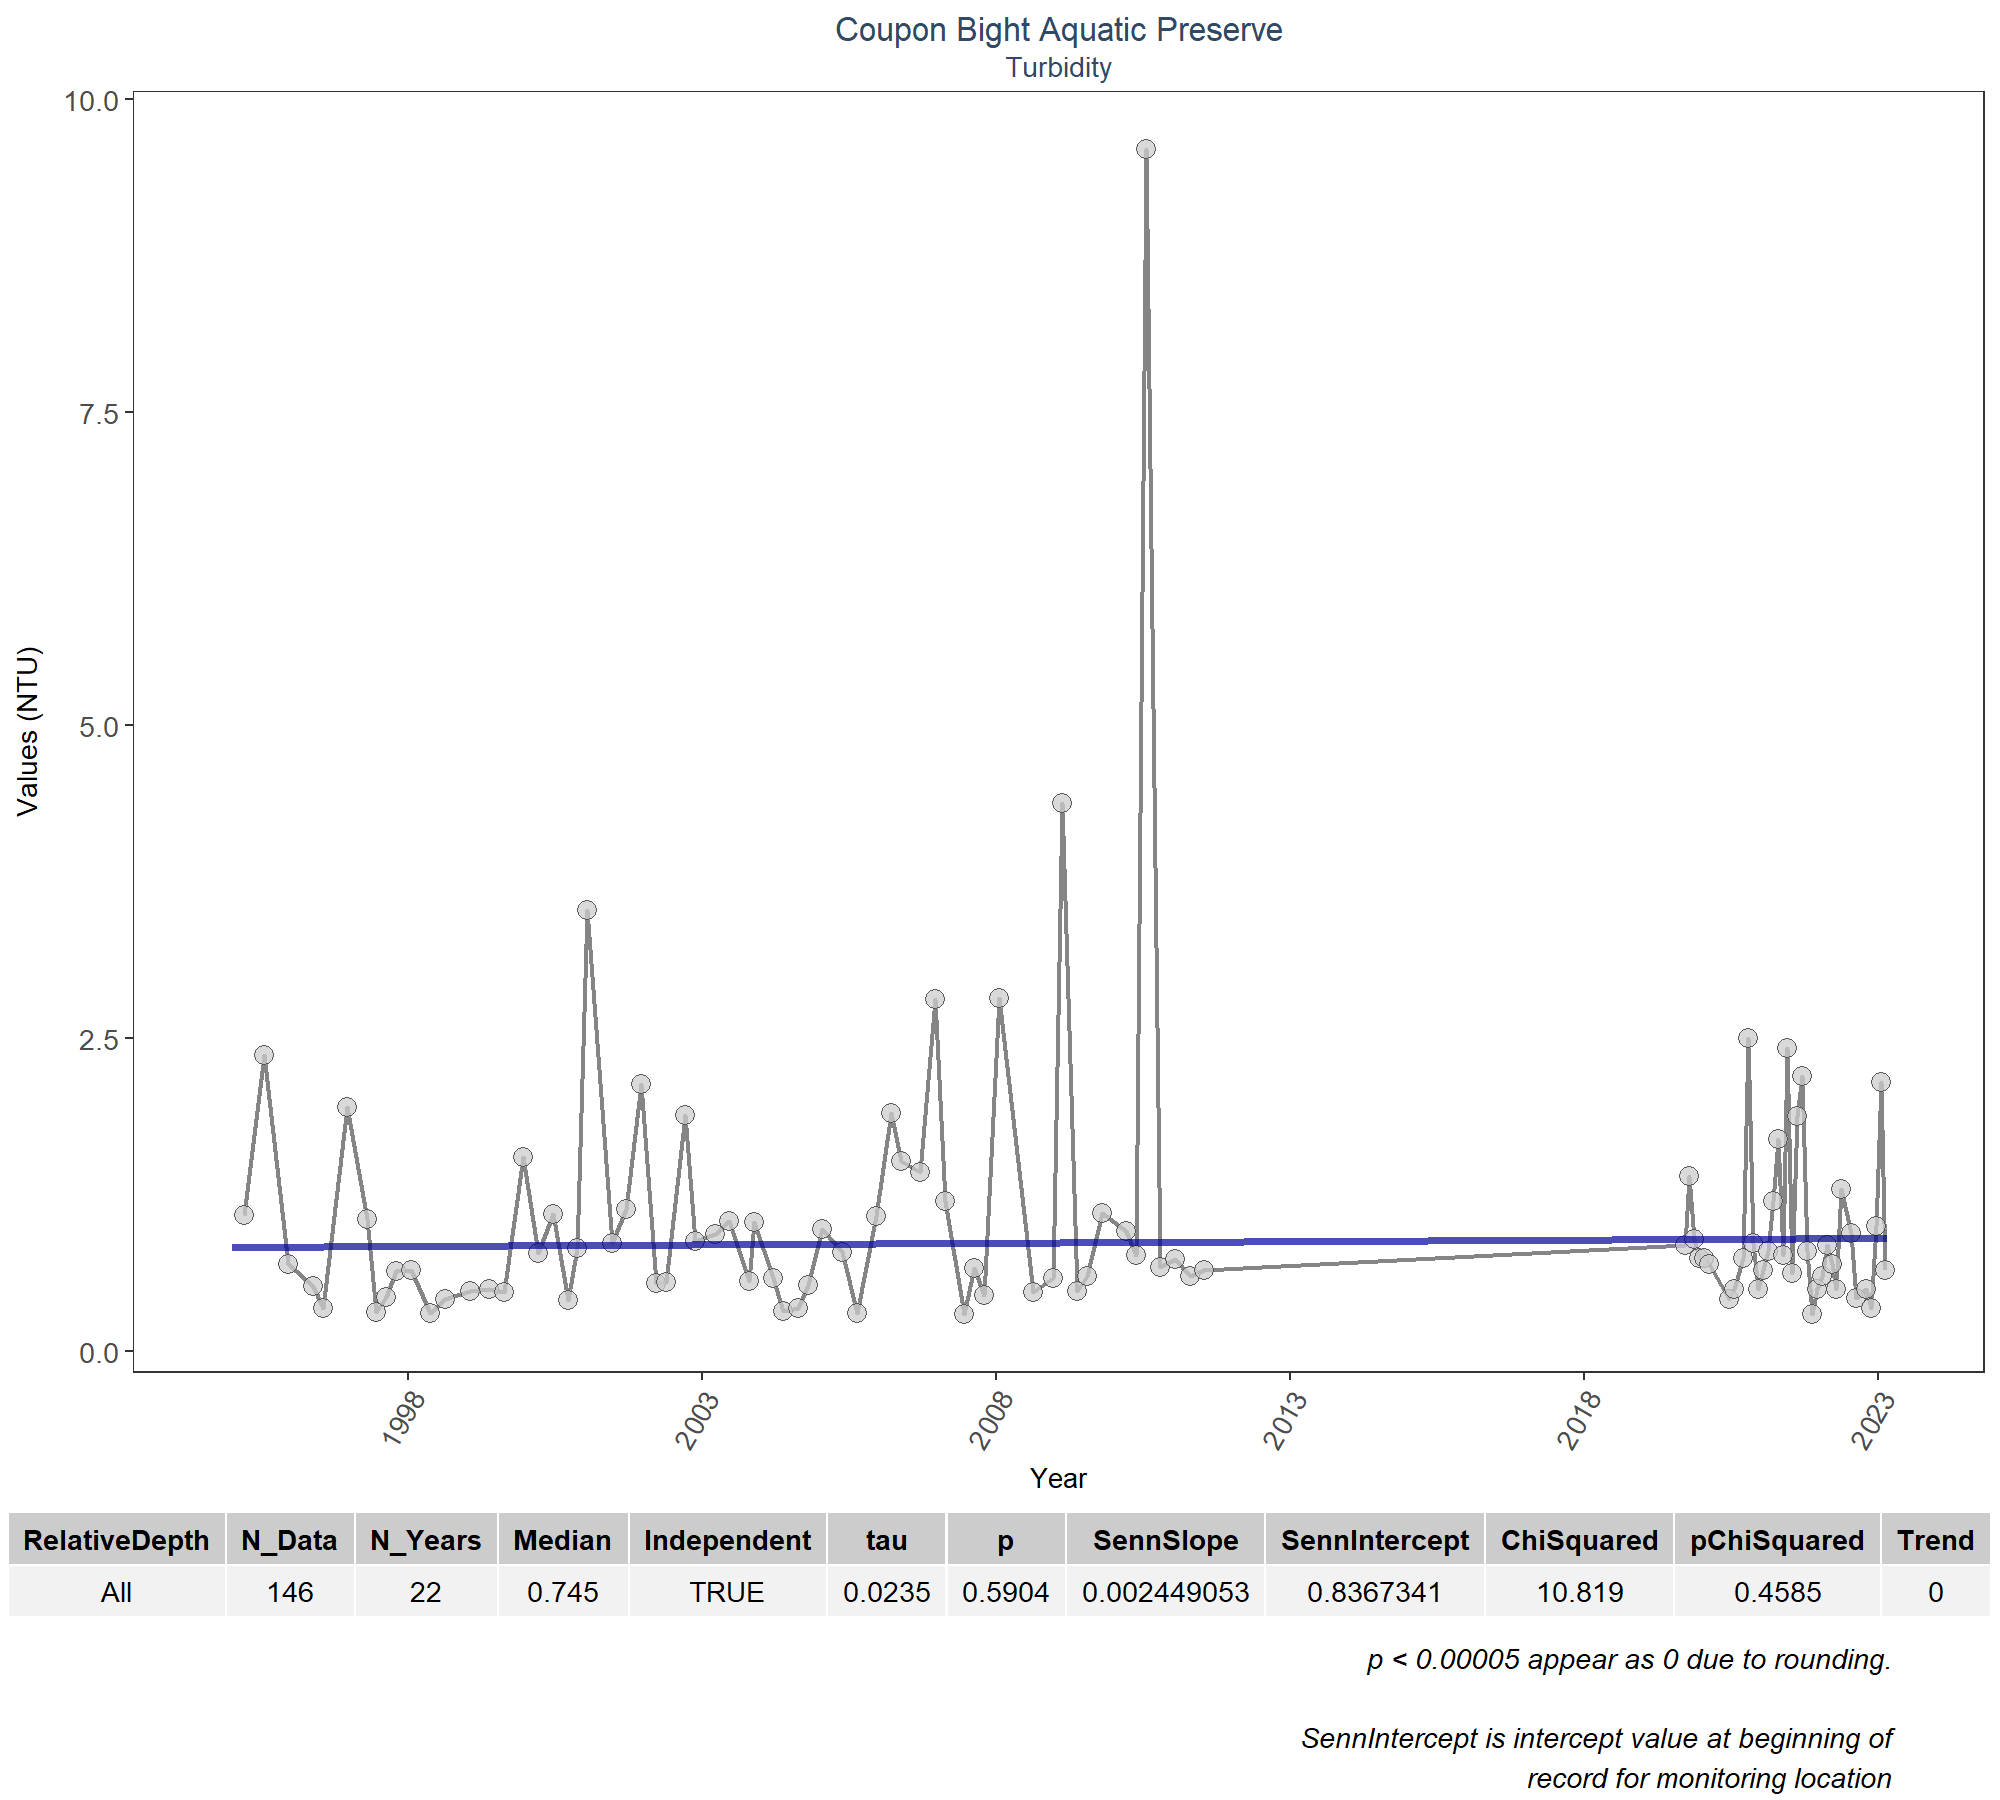 Coupon Bight Aquatic Preserve
Turbidity
10.0
7.5
5.0
2.5
0.0
Values (NTU)
1998 2003 2008 2013 2018 2023
Year
RelativeDepth N_Data N_Years Median Independent tau p SennSlope SennIntercept ChiSquared pChiSquared Trend
All 146 22 0.745 TRUE 0.0235 0.5904 0.002449053 0.8367341 10.819 0.4585 0
p < 0.00005 appear as 0 due to rounding.
SennIntercept is intercept value at beginning of
record for monitoring location